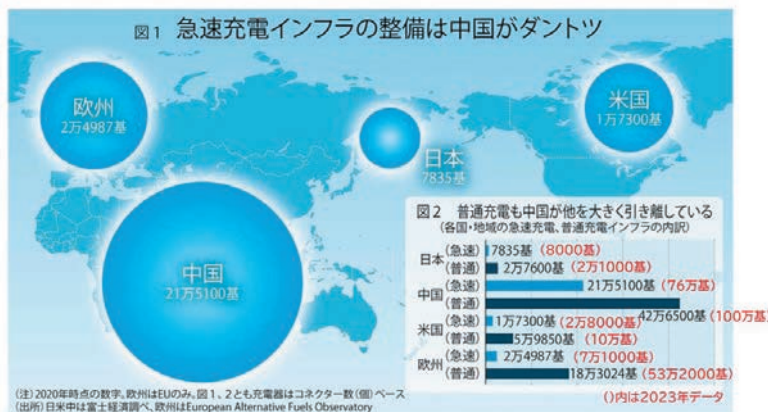 図1 急速充電インフラの整備は中国がダントツ
欧州
2万4987基
米国
1万7300基
日本
7835基
中国
21万5100基
図2 普通充電も中国が他を大きく引き離している
(各国・地域の急速充電、普通充電インフラの内訳)
日本 (急速) 7835基 (8000基)
(普通) 2万7600基 (2万1000基)
中国 (急速) 21万5100基 (76万基)
(普通) 42万6500基 (100万基)
米国 (急速) 1万7300基 (2万8000基)
(普通) 5万9850基 (10万基)
欧州 (急速) 2万4987基 (7万1000基)
(普通) 18万3024基 (53万2000基)
()内は2023年データ
(注)2020年時点の数字。欧州はEUのみ。図1、2とも充電器はコネクター数(個)ベース
(出所)日米中は富士経済調べ、欧州はEuropean Alternative Fuels Observatory